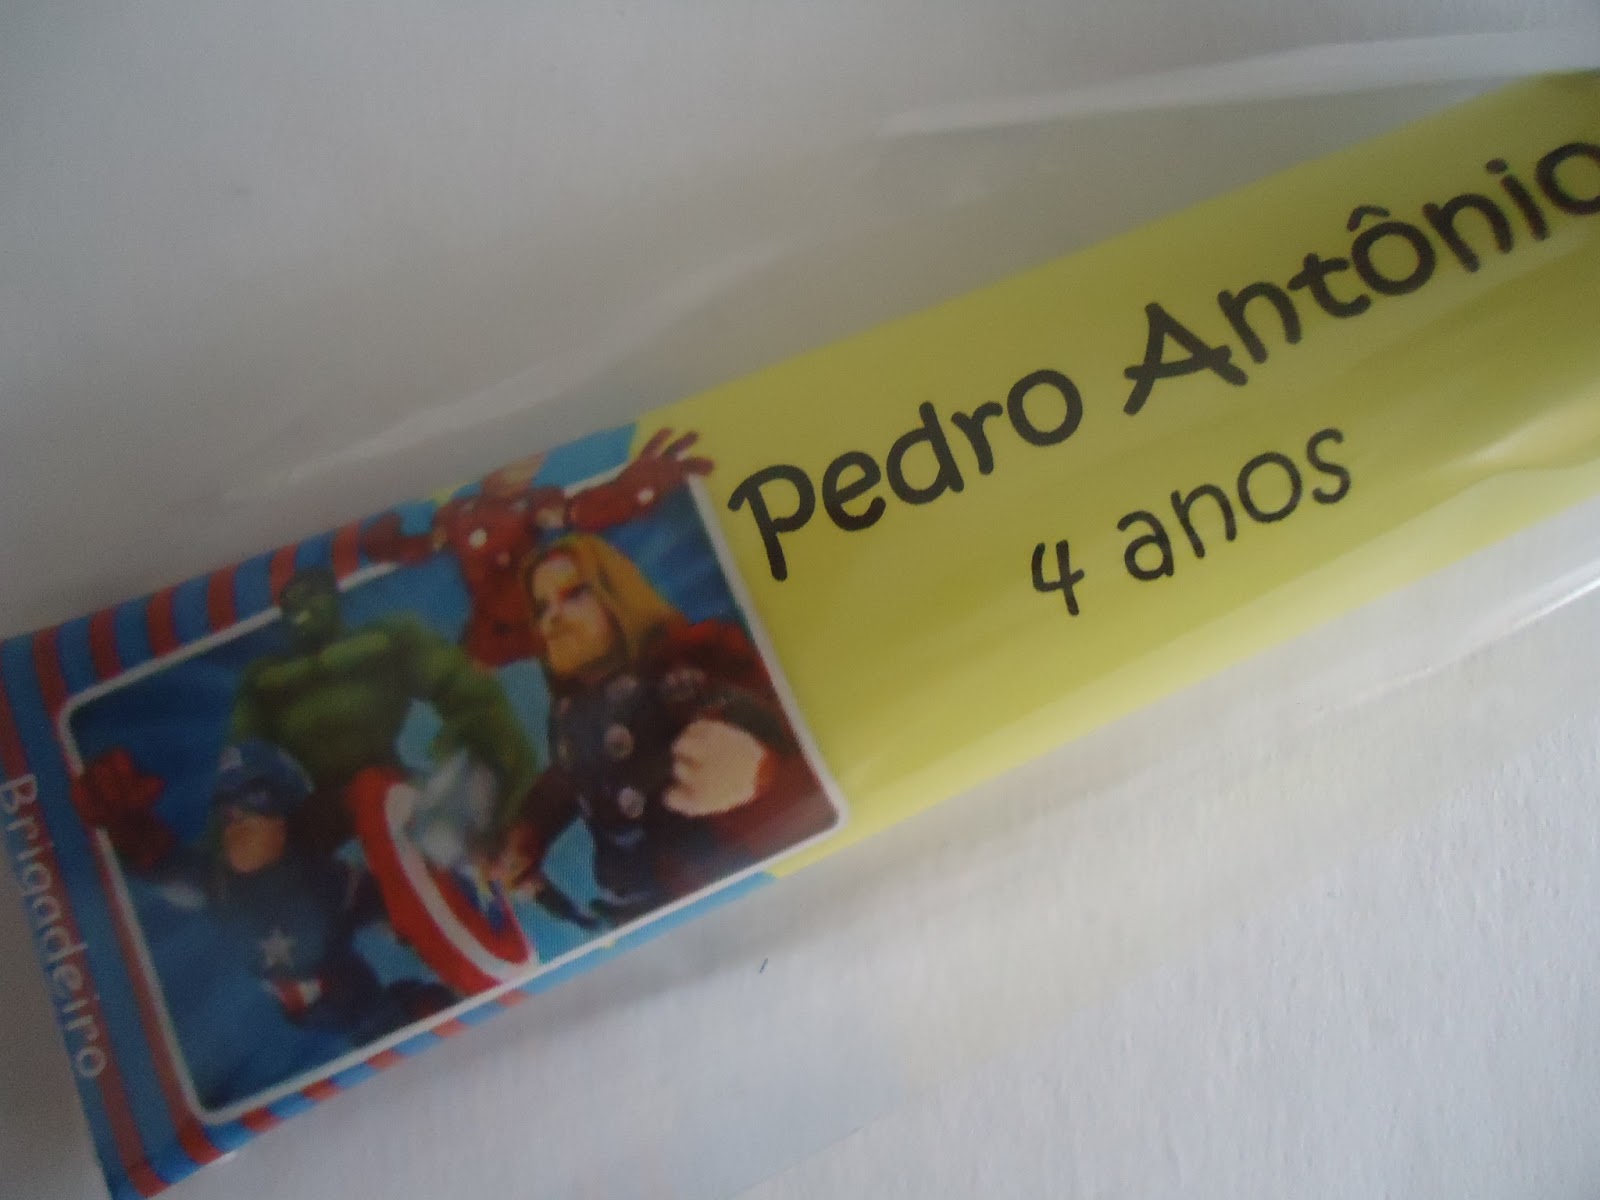 Pedro Antônio
4 anos
Brigadeiro